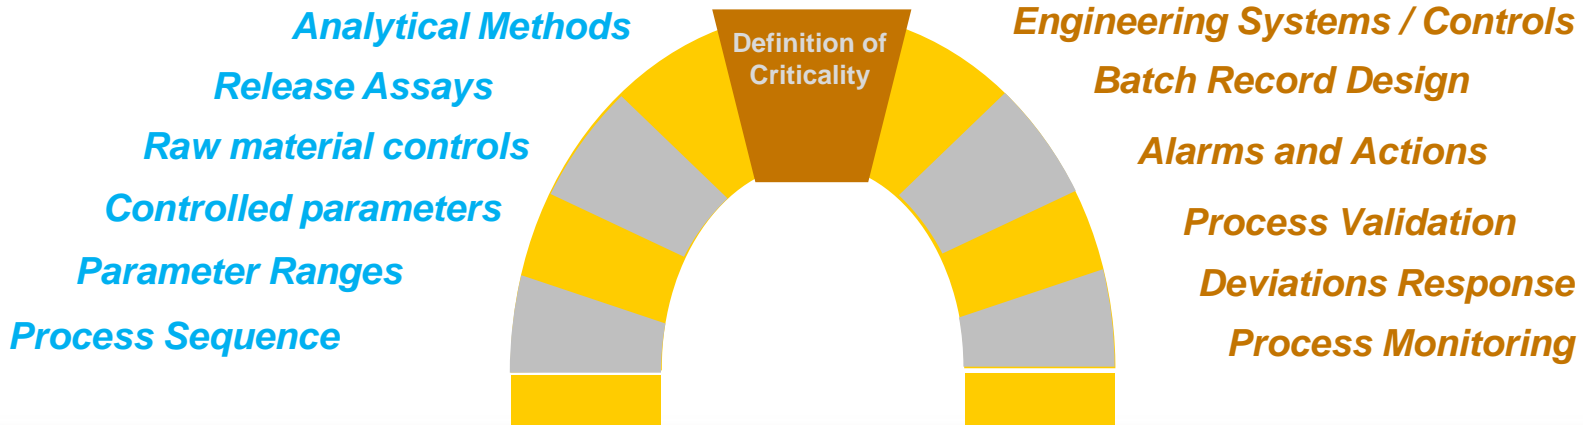 Analytical Methods
Release Assays
Raw material controls
Controlled parameters
Parameter Ranges
Process Sequence
Definition of
Criticality
Engineering Systems / Controls
Batch Record Design
Alarms and Actions
Process Validation
Deviations Response
Process Monitoring